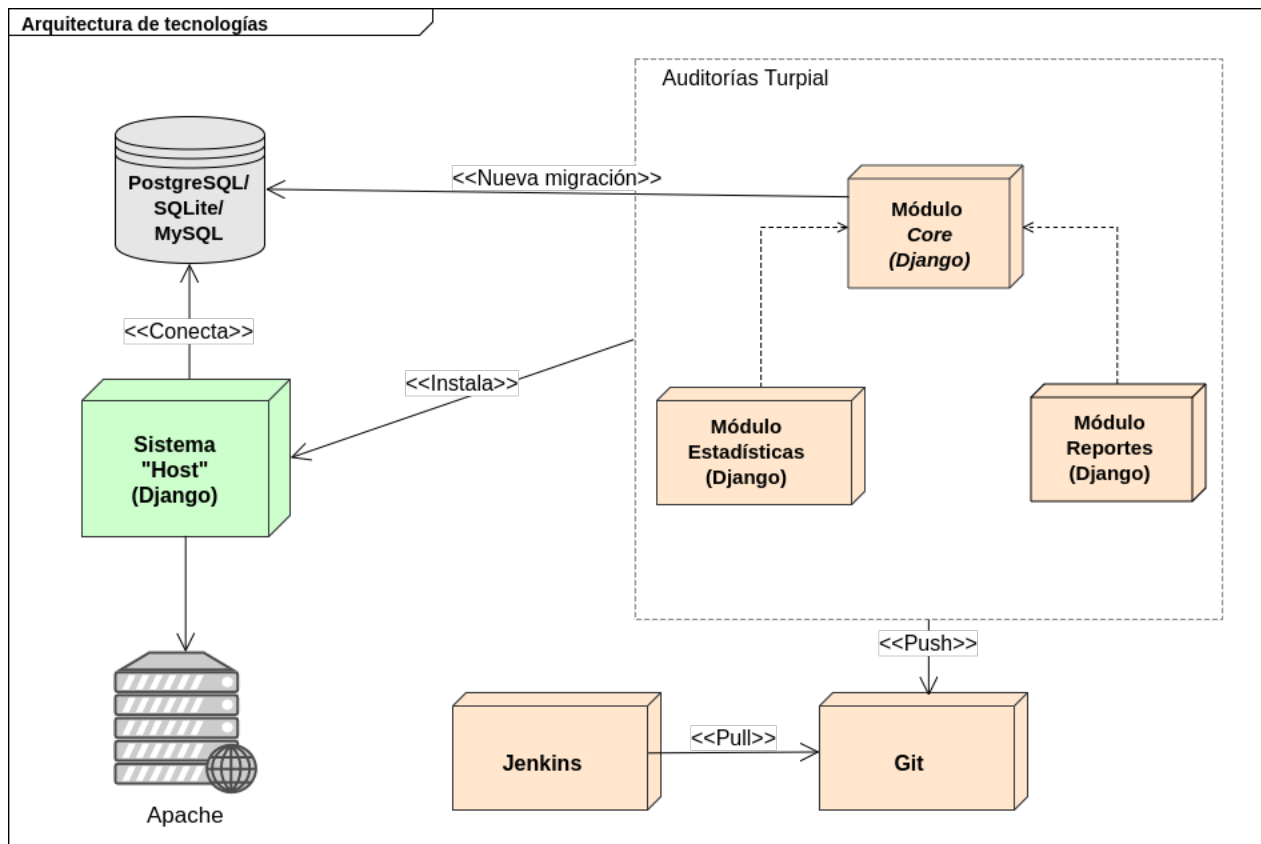 Arquitectura de tecnologías
Auditorías Turpial
PostgreSQL/
SQLite/
MySQL
<<Nueva migración>>
Módulo
Core
(Django)
<<Conecta>>
<<Instala>>
Sistema
"Host"
(Django)
Módulo
Estadísticas
(Django)
Módulo
Reportes
(Django)
<<Push>>
Jenkins
<<Pull>>
Git
Apache